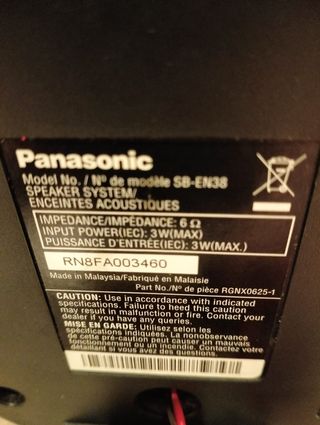 Panasonic
Model No. / Nº de modèle SB-EN38
SPEAKER SYSTEM/
ENCEINTES ACOUSTIQUES
IMPEDANCE/IMPÉDANCE: 6 Ω
INPUT POWER(IEC): 3W(MAX)
PUISSANCE D'ENTRÉE(IEC): 3W(MAX.)
RN8FA003460
Made in Malaysia/Fabriqué en Malaisie
Part No./Nº de pièce RGNX0625-1
CAUTION: Use in accordance with indicated
specifications. Failure to heed this caution
may result in malfunction or fire. Contact your
dealer if you have any queries.
MISE EN GARDE: Utilisez selon les
spécifications indiquées. La nonobservance
de cette pré-caution peut causer un mauvais
fonctionnement ou un incendie. Contactez votre
détaillant si vous avez des questions.